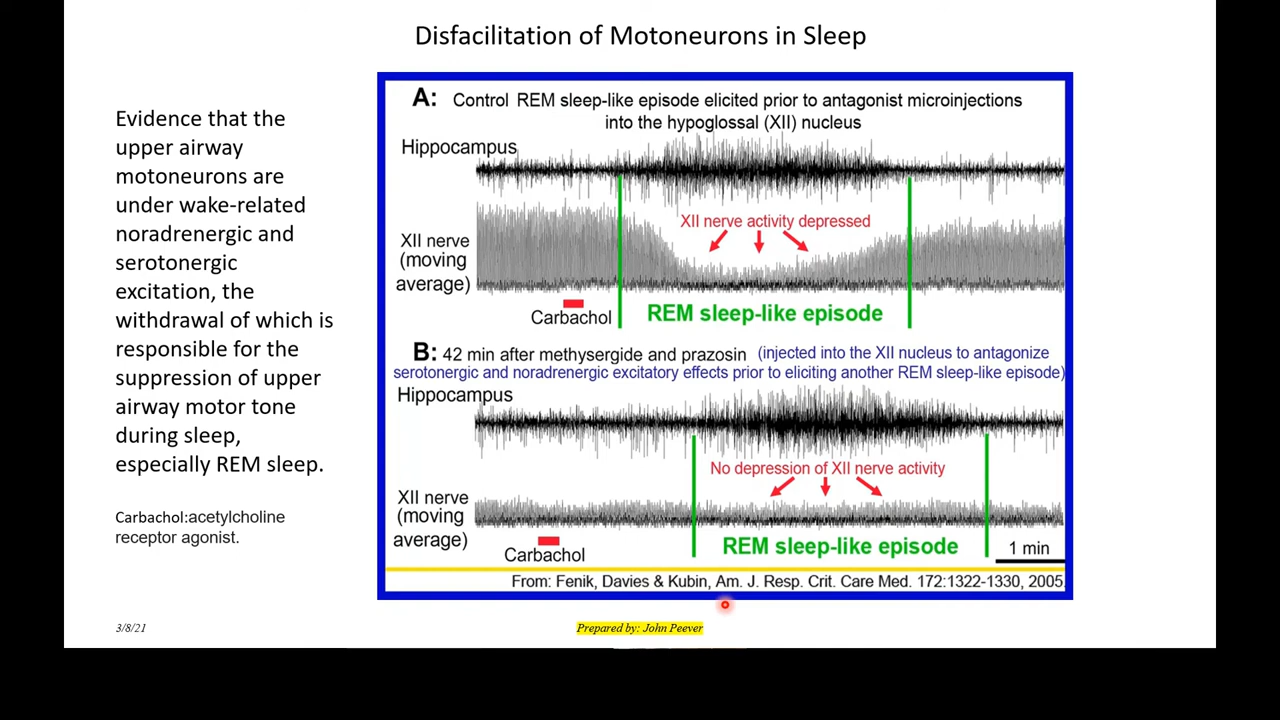 Disfacilitation of Motoneurons in Sleep
Evidence that the
upper airway
motoneurons are
under wake-related
noradrenergic and
serotonergic
excitation, the
withdrawal of which is
responsible for the
suppression of upper
airway motor tone
during sleep,
especially REM sleep.
Carbachol:acetylcholine
receptor agonist.
A: Control REM sleep-like episode elicited prior to antagonist microinjections
into the hypoglossal (XII) nucleus
Hippocampus
XII nerve activity depressed
XII nerve
(moving
average)
Carbachol
REM sleep-like episode
B: 42 min after methysergide and prazosin (injected into the XII nucleus to antagonize
serotonergic and noradrenergic excitatory effects prior to eliciting another REM sleep-like episode)
Hippocampus
No depression of XII nerve activity
XII nerve
(moving
average)
Carbachol
REM sleep-like episode
1 min
From: Fenik, Davies & Kubin, Am. J. Resp. Crit. Care Med. 172:1322-1330, 2005.
3/8/21
Prepared by: John Peever